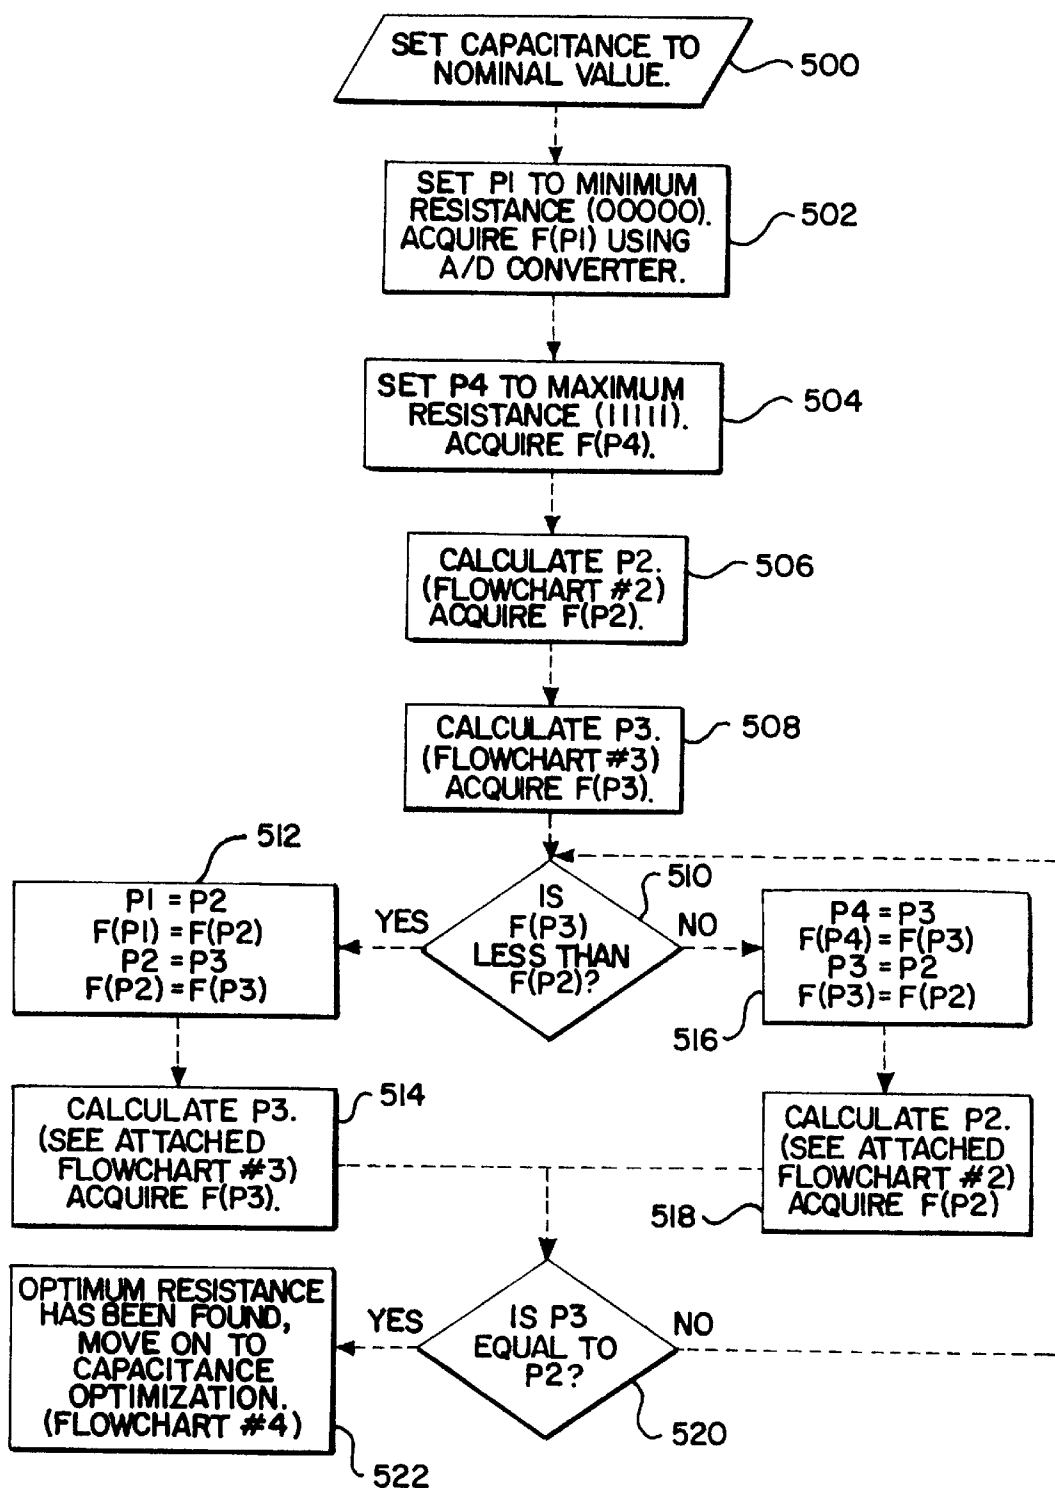 SET CAPACITANCE TO
NOMINAL VALUE.
500
SET P1 TO MINIMUM
RESISTANCE (00000).
ACQUIRE F(P1) USING
A/D CONVERTER.
502
SET P4 TO MAXIMUM
RESISTANCE (11111).
ACQUIRE F(P4).
504
CALCULATE P2.
(FLOWCHART #2)
ACQUIRE F(P2).
506
CALCULATE P3.
(FLOWCHART #3)
ACQUIRE F(P3).
508
IS
F(P3)
LESS THAN
F(P2)?
510
YES
NO
512
P1 = P2
F(P1) = F(P2)
P2 = P3
F(P2) = F(P3)
P4 = P3
F(P4) = F(P3)
P3 = P2
F(P3) = F(P2)
516
CALCULATE P3.
(SEE ATTACHED
FLOWCHART #3)
ACQUIRE F(P3).
514
CALCULATE P2.
(SEE ATTACHED
FLOWCHART #2)
ACQUIRE F(P2)
518
IS P3
EQUAL TO
P2?
520
YES
NO
OPTIMUM RESISTANCE
HAS BEEN FOUND,
MOVE ON TO
CAPACITANCE
OPTIMIZATION.
(FLOWCHART #4)
522